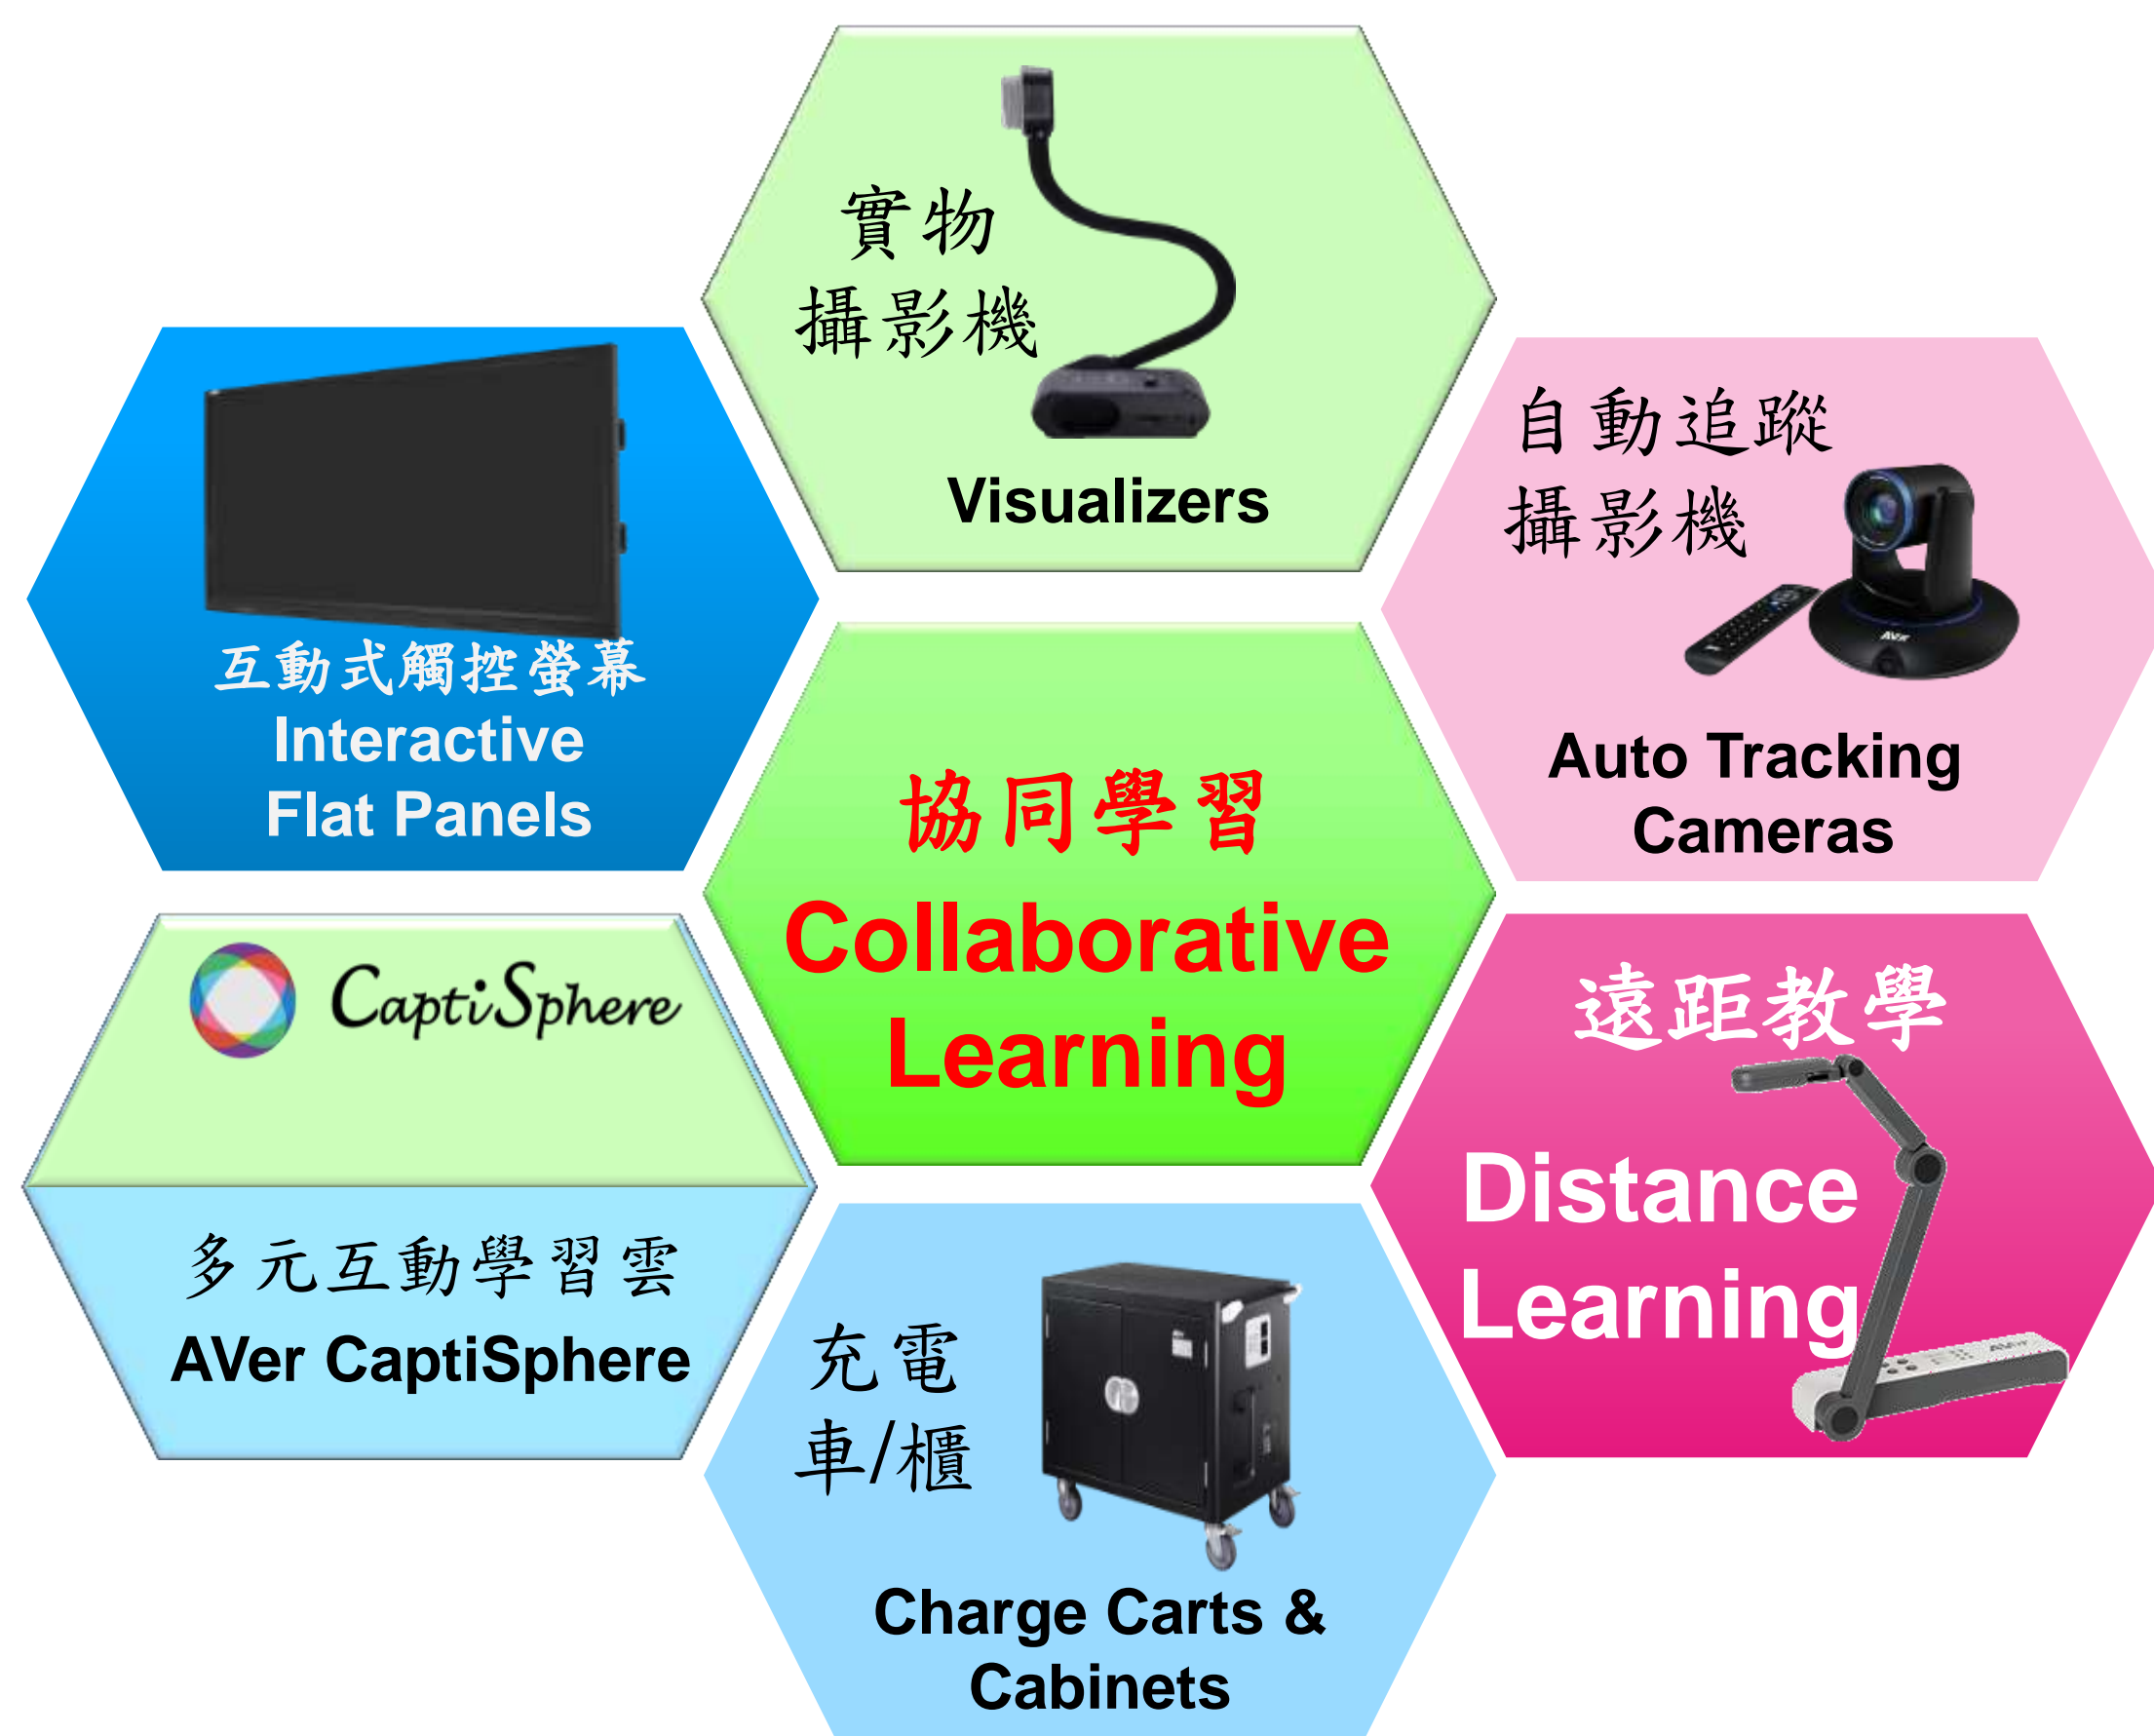 實物
攝影機
Visualizers
互動式觸控螢幕
Interactive
Flat Panels
自動追蹤
攝影機
AVer
Auto Tracking
Cameras
協同學習
Collaborative
Learning
CaptiSphere
多元互動學習雲
AVer CaptiSphere
遠距教學
Distance
Learning
AVer
充電
車/櫃
Charge Carts &
Cabinets